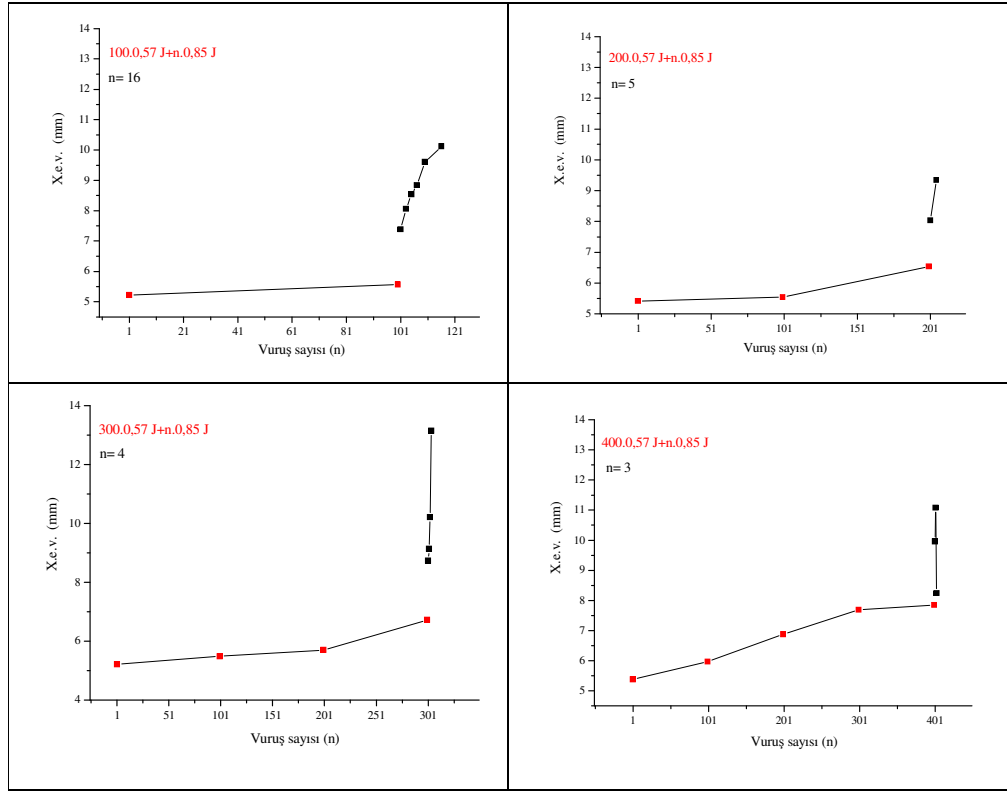 100.0,57 J+n.0,85 J
n= 16
X.e.v. (mm)
14
13
12
11
10
9
8
7
6
5
1 21 41 61 81 101 121
Vuruş sayısı (n)
200.0,57 J+n.0,85 J
n= 5
X.e.v. (mm)
14
13
12
11
10
9
8
7
6
5
1 51 101 151 201
Vuruş sayısı (n)
300.0,57 J+n.0,85 J
n= 4
X.e.v. (mm)
14
12
10
8
6
4
1 51 101 151 201 251 301
Vuruş sayısı (n)
400.0,57 J+n.0,85 J
n= 3
X.e.v. (mm)
14
13
12
11
10
9
8
7
6
5
1 101 201 301 401
Vuruş sayısı (n)